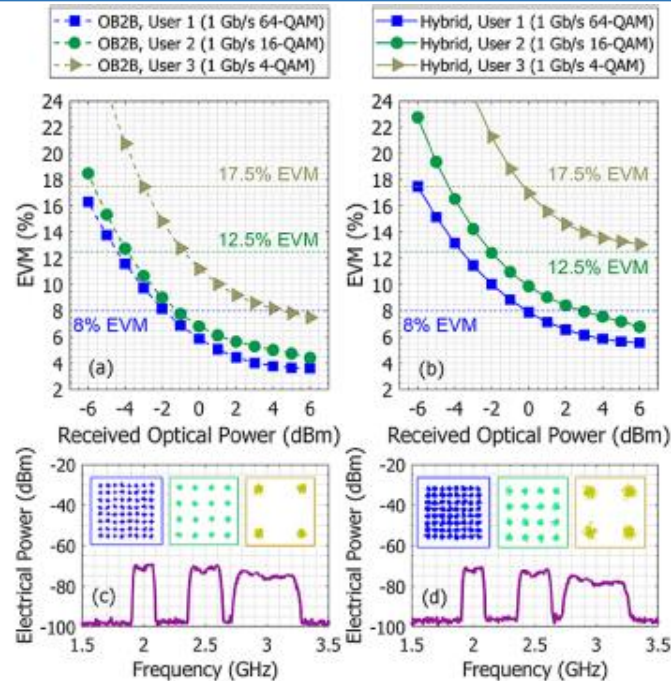 OB2B, User 1 (1 Gb/s 64-QAM)
OB2B, User 2 (1 Gb/s 16-QAM)
OB2B, User 3 (1 Gb/s 4-QAM)
Hybrid, User 1 (1 Gb/s 64-QAM)
Hybrid, User 2 (1 Gb/s 16-QAM)
Hybrid, User 3 (1 Gb/s 4-QAM)
EVM (%)
24
22
20
18
16
14
12
10
8
6
4
2
17.5% EVM
12.5% EVM
8% EVM
(a)
-6 -4 -2 0 2 4 6
Received Optical Power (dBm)
EVM (%)
24
22
20
18
16
14
12
10
8
6
4
2
17.5% EVM
12.5% EVM
8% EVM
(b)
-6 -4 -2 0 2 4 6
Received Optical Power (dBm)
Electrical Power (dBm)
-20
-40
-60
-80
-100
(c)
1.5 2 2.5 3 3.5
Frequency (GHz)
Electrical Power (dBm)
-20
-40
-60
-80
-100
(d)
1.5 2 2.5 3 3.5
Frequency (GHz)